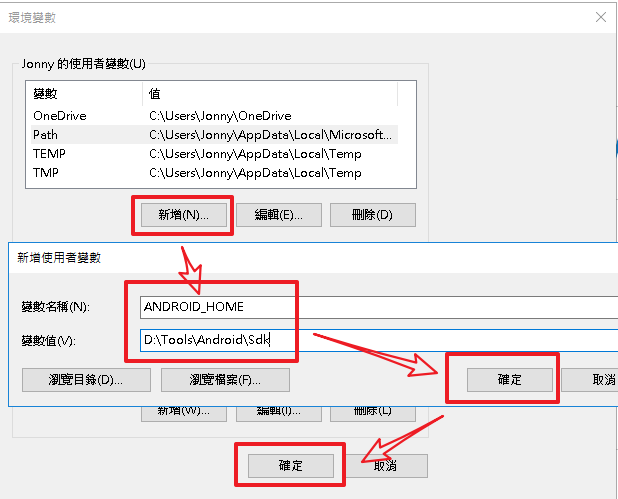 環境變數
Jonny 的使用者變數(U)
變數 值
OneDrive C:\Users\Jonny\OneDrive
Path C:\Users\Jonny\AppData\Local\Microsoft...
TEMP C:\Users\Jonny\AppData\Local\Temp
TMP C:\Users\Jonny\AppData\Local\Temp
新增(N)... 編輯(E)... 刪除(D)
新增使用者變數
變數名稱(N): ANDROID_HOME
變數值(V): D:\Tools\Android\Sdk
瀏覽目錄(D)... 瀏覽檔案(F)... 確定 取消
新增(W)... 編輯(I)... 刪除(L)
確定 取消